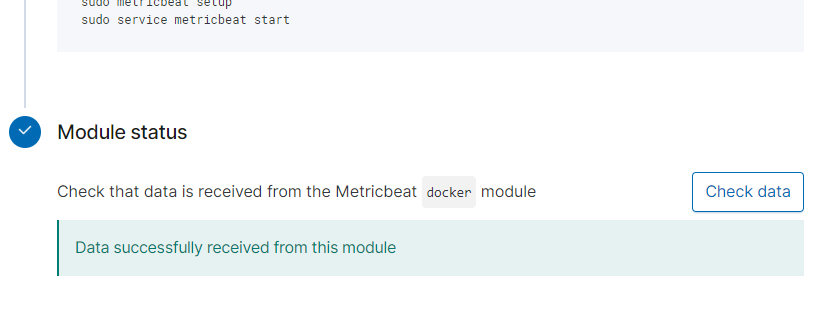 sudo metricbeat setup
sudo service metricbeat start
Module status
Check that data is received from the Metricbeat docker module
Check data
Data successfully received from this module